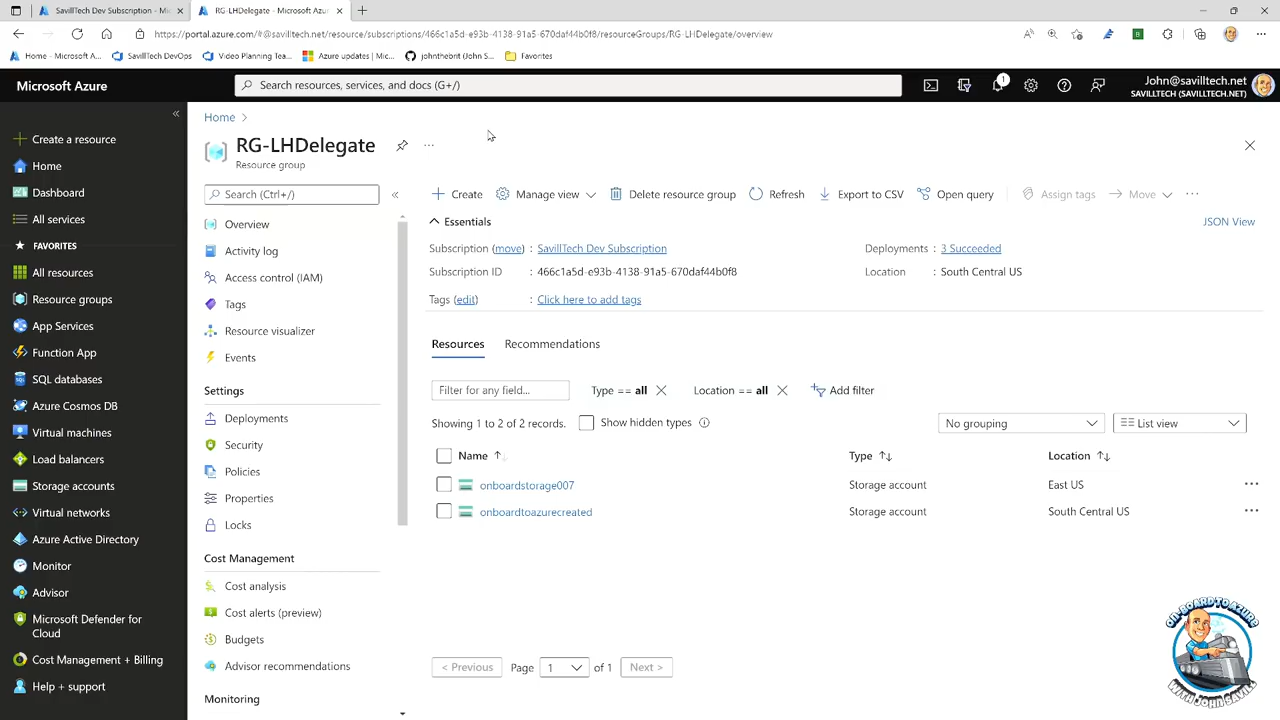 SavillTech Dev Subscription - Mi
RG-LHDelegate - Microsoft Azu
https://portal.azure.com/#@savilltech.net/resource/subscriptions/466c1a5d-e93b-4138-91a5-670daf44b0f8/resourceGroups/RG-LHDelegate/overview
Home - Microsoft A...
SavillTech DevOps
Video Planning Tea...
Azure updates | Mic...
johnthebrit (John S...
Favorites
Microsoft Azure
Search resources, services, and docs (G+/)
1
John@savilltech.net
SAVILLTECH (SAVILLTECH.NET)
Create a resource
Home
Dashboard
All services
FAVORITES
All resources
Resource groups
App Services
Function App
SQL databases
Azure Cosmos DB
Virtual machines
Load balancers
Storage accounts
Virtual networks
Azure Active Directory
Monitor
Advisor
Microsoft Defender for
Cloud
Cost Management + Billing
Help + support
Home >
RG-LHDelegate
Resource group
Search (Ctrl+/)
Overview
Activity log
Access control (IAM)
Tags
Resource visualizer
Events
Settings
Deployments
Security
Policies
Properties
Locks
Cost Management
Cost analysis
Cost alerts (preview)
Budgets
Advisor recommendations
Monitoring
Create Manage view Delete resource group Refresh Export to CSV Open query Assign tags Move
Essentials JSON View
Subscription (move) : SavillTech Dev Subscription Deployments : 3 Succeeded
Subscription ID : 466c1a5d-e93b-4138-91a5-670daf44b0f8 Location : South Central US
Tags (edit) : Click here to add tags
Resources Recommendations
Filter for any field... Type == all Location == all Add filter
Showing 1 to 2 of 2 records. Show hidden types No grouping List view
Name Type Location
onboardstorage007 Storage account East US
onboardtoazurecreated Storage account South Central US
< Previous Page 1 of 1 Next >
ON-BOARD TO AZURE
WITH JOHN SAVILL